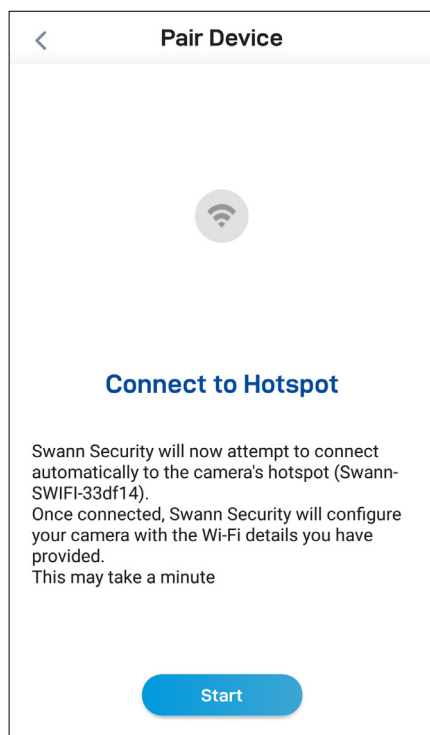 Pair Device
Connect to Hotspot
Swann Security will now attempt to connect
automatically to the camera's hotspot (Swann-
SWIFI-33df14).
Once connected, Swann Security will configure
your camera with the Wi-Fi details you have
provided.
This may take a minute
Start